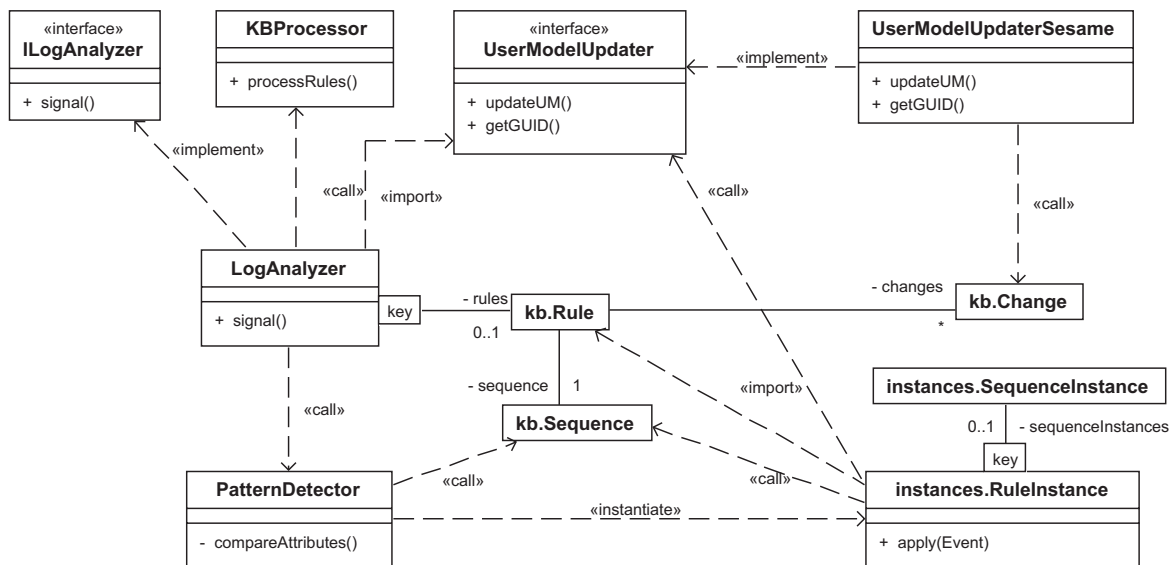 «interface»
ILogAnalyzer
+ signal()
KBProcessor
+ processRules()
«interface»
UserModelUpdater
+ updateUM()
+ getGUID()
«implement»
UserModelUpdaterSesame
+ updateUM()
+ getGUID()
«implement»
«call»
«import»
«call»
«call»
LogAnalyzer
+ signal()
key
- rules
0..1
kb.Rule
- changes
*
kb.Change
- sequence
1
«import»
kb.Sequence
instances.SequenceInstance
0..1
- sequenceInstances
key
«call»
«call»
«call»
PatternDetector
- compareAttributes()
«instantiate»
instances.RuleInstance
+ apply(Event)